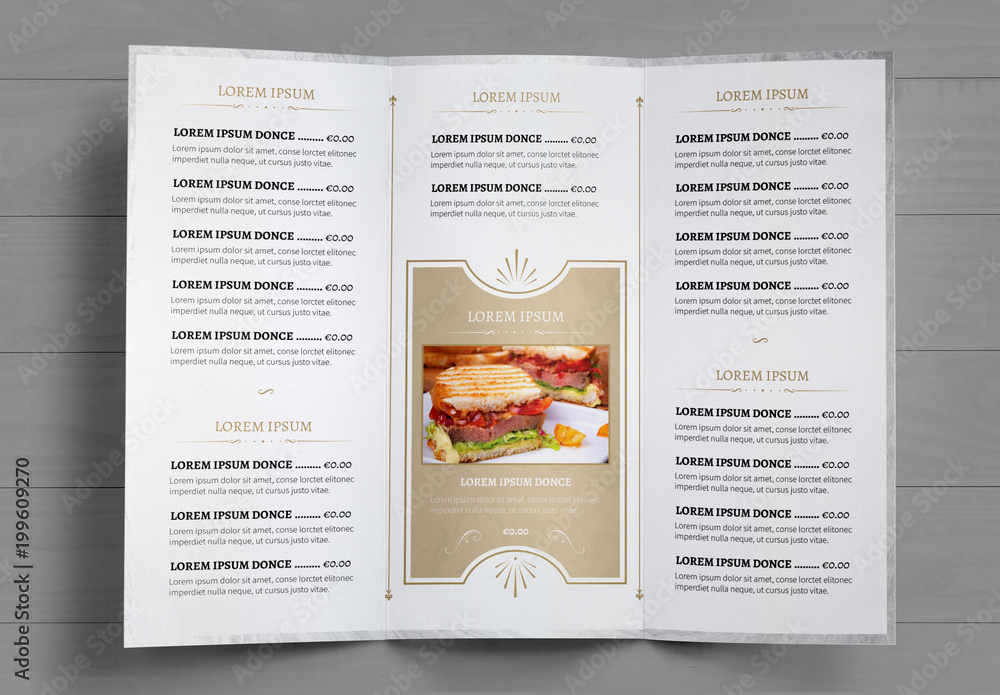 LOREM IPSUM
LOREM IPSUM DONCE ......... €0.00
Lorem ipsum dolor sit amet, conse lorctet elitonec
imperdiet nulla neque, ut cursus justo vitae.
LOREM IPSUM DONCE ......... €0.00
Lorem ipsum dolor sit amet, conse lorctet elitonec
imperdiet nulla neque, ut cursus justo vitae.
LOREM IPSUM DONCE ......... €0.00
Lorem ipsum dolor sit amet, conse lorctet elitonec
imperdiet nulla neque, ut cursus justo vitae.
LOREM IPSUM DONCE ......... €0.00
Lorem ipsum dolor sit amet, conse lorctet elitonec
imperdiet nulla neque, ut cursus justo vitae.
LOREM IPSUM DONCE ......... €0.00
Lorem ipsum dolor sit amet, conse lorctet elitonec
imperdiet nulla neque, ut cursus justo vitae.
LOREM IPSUM
LOREM IPSUM DONCE ......... €0.00
Lorem ipsum dolor sit amet, conse lorctet elitonec
imperdiet nulla neque, ut cursus justo vitae.
LOREM IPSUM DONCE ......... €0.00
Lorem ipsum dolor sit amet, conse lorctet elitonec
imperdiet nulla neque, ut cursus justo vitae.
LOREM IPSUM DONCE ......... €0.00
Lorem ipsum dolor sit amet, conse lorctet elitonec
imperdiet nulla neque, ut cursus justo vitae.
LOREM IPSUM
LOREM IPSUM DONCE ......... €0.00
Lorem ipsum dolor sit amet, conse lorctet elitonec
imperdiet nulla neque, ut cursus justo vitae.
LOREM IPSUM DONCE ......... €0.00
Lorem ipsum dolor sit amet, conse lorctet elitonec
imperdiet nulla neque, ut cursus justo vitae.
LOREM IPSUM
LOREM IPSUM DONCE
Lorem ipsum dolor sit amet, conse lorctet elitonec
imperdiet nulla neque, ut cursus justo vitae.
€0.00
LOREM IPSUM
LOREM IPSUM DONCE ......... €0.00
Lorem ipsum dolor sit amet, conse lorctet elitonec
imperdiet nulla neque, ut cursus justo vitae.
LOREM IPSUM DONCE ......... €0.00
Lorem ipsum dolor sit amet, conse lorctet elitonec
imperdiet nulla neque, ut cursus justo vitae.
LOREM IPSUM DONCE ......... €0.00
Lorem ipsum dolor sit amet, conse lorctet elitonec
imperdiet nulla neque, ut cursus justo vitae.
LOREM IPSUM DONCE ......... €0.00
Lorem ipsum dolor sit amet, conse lorctet elitonec
imperdiet nulla neque, ut cursus justo vitae.
LOREM IPSUM
LOREM IPSUM DONCE ......... €0.00
Lorem ipsum dolor sit amet, conse lorctet elitonec
imperdiet nulla neque, ut cursus justo vitae.
LOREM IPSUM DONCE ......... €0.00
Lorem ipsum dolor sit amet, conse lorctet elitonec
imperdiet nulla neque, ut cursus justo vitae.
LOREM IPSUM DONCE ......... €0.00
Lorem ipsum dolor sit amet, conse lorctet elitonec
imperdiet nulla neque, ut cursus justo vitae.
LOREM IPSUM DONCE ......... €0.00
Lorem ipsum dolor sit amet, conse lorctet elitonec
imperdiet nulla neque, ut cursus justo vitae.
Adobe Stock | #199609270